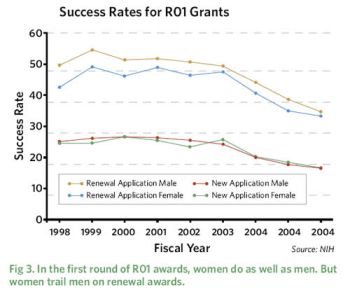 Success Rates for R01 Grants
60
50
40
30
20
10
0
Success Rate
Renewal Application Male
New Application Male
Renewal Application Female
New Application Female
1998 1999 2000 2001 2002 2003 2004 2004 2004
Fiscal Year
Source: NIH
Fig 3. In the first round of R01 awards, women do as well as men. But
women trail men on renewal awards.